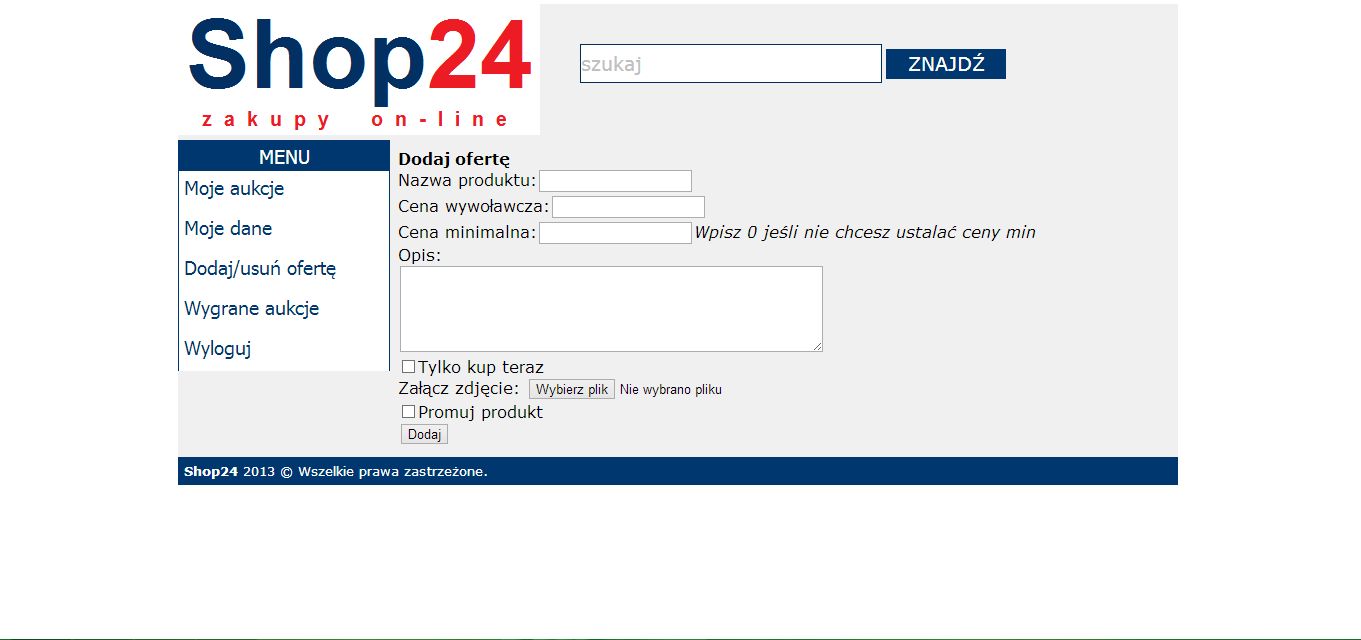 Shop24
zakupy on-line
szukaj
ZNAJDŹ
MENU
Moje aukcje
Moje dane
Dodaj/usuń ofertę
Wygrane aukcje
Wyloguj
Dodaj ofertę
Nazwa produktu:
Cena wywoławcza:
Cena minimalna: Wpisz 0 jeśli nie chcesz ustalać ceny min
Opis:
Tylko kup teraz
Załącz zdjęcie: Wybierz plik Nie wybrano pliku
Promuj produkt
Dodaj
Shop24 2013 © Wszelkie prawa zastrzeżone.